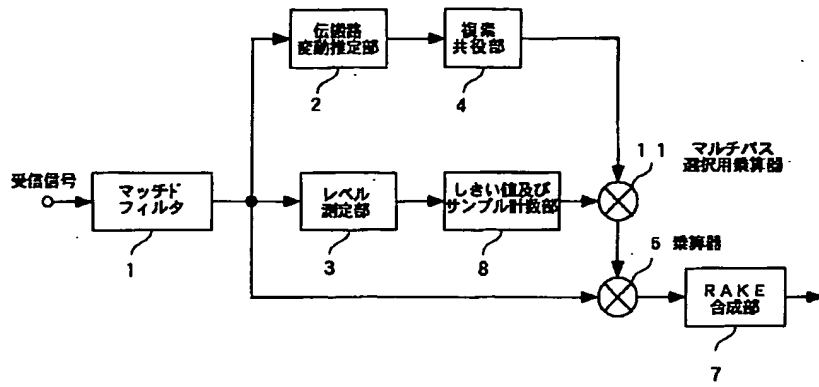 伝搬路
変動推定部
2
複素
共役部
4
11 マルチパス
選択用乗算器
受信信号
マッチド
フィルタ
1
レベル
測定部
3
しきい値及び
サンプル計数部
8
5 乗算器
RAKE
合成部
7